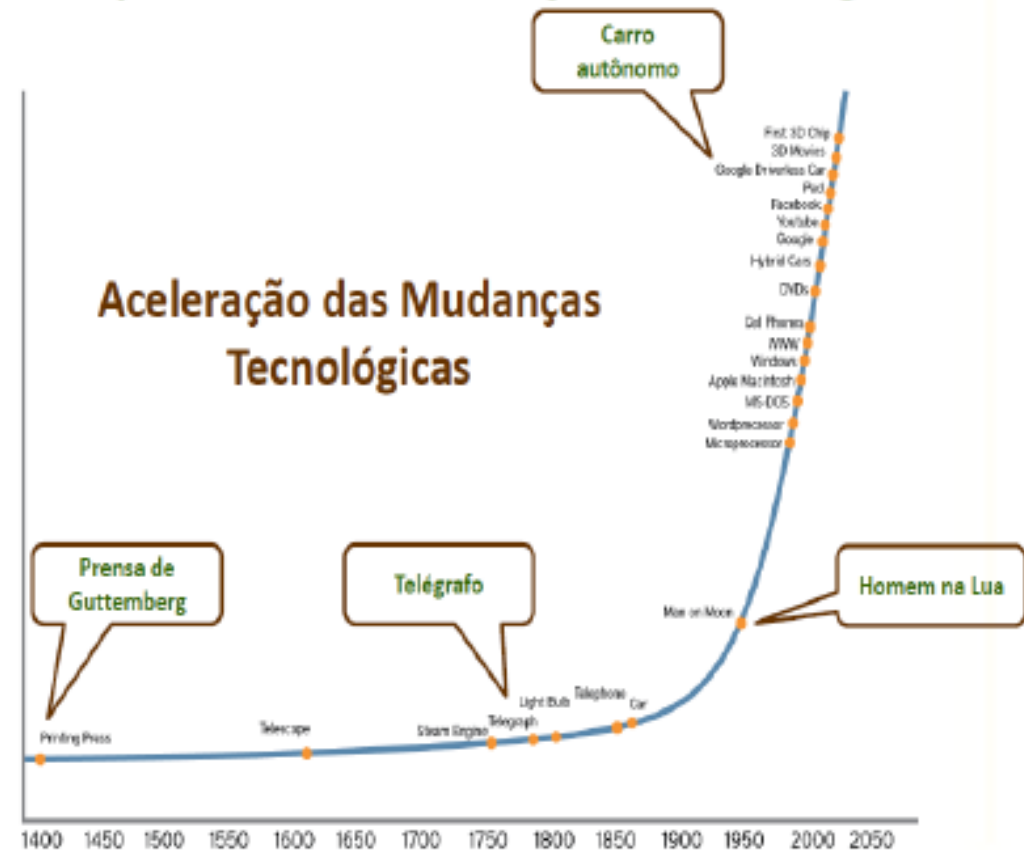 Carro
autônomo
First 3D Chip
3D Movies
Google Driverless Car
iPad
Facebook
Youtube
Google
Hybrid Cars
DVDs
Aceleração das Mudanças
Tecnológicas
Cell Phones
WWW
Windows
Apple Macintosh
MS-DOS
Wordprocessor
Microprocessor
Prensa de
Guttemberg
Telégrafo
Homem na Lua
Man on Moon
Light Bulb
Telephone
Car
Printing Press
Telescope
Steam Engine
Telegraph
1400 1450 1500 1550 1600 1650 1700 1750 1800 1850 1900 1950 2000 2050